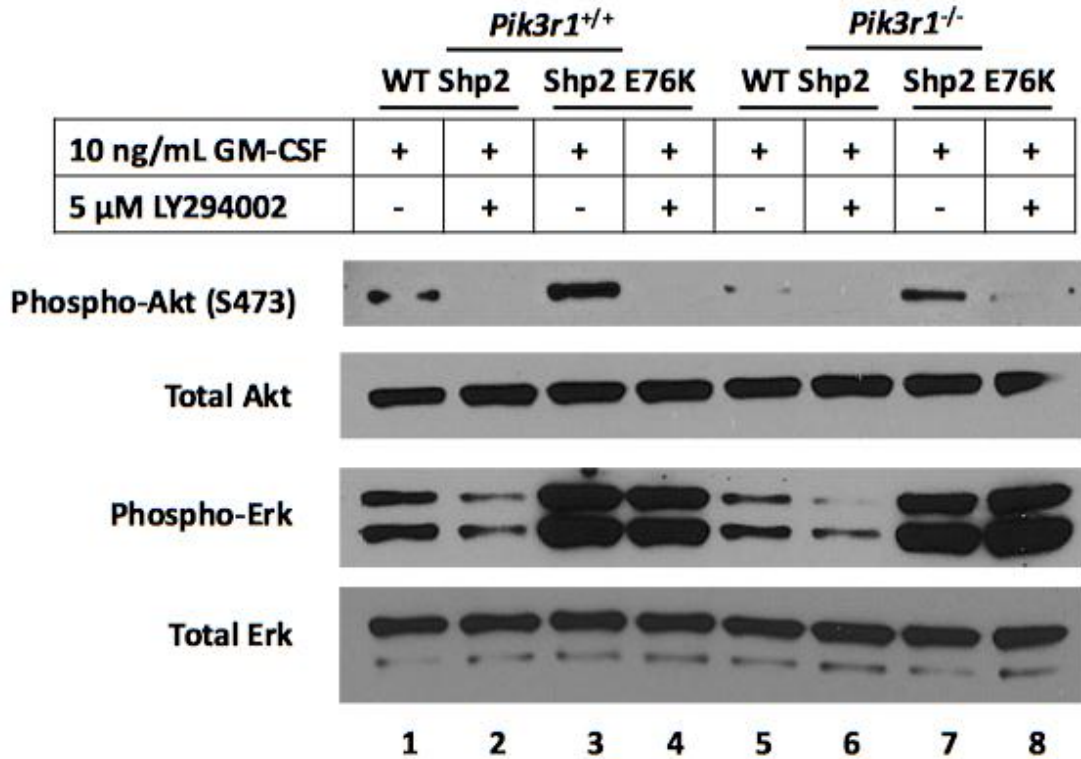 Pik3r1+/+ Pik3r1-/-
WT Shp2 Shp2 E76K WT Shp2 Shp2 E76K
10 ng/mL GM-CSF + + + + + + + +
5 µM LY294002 - + - + - + - +
Phospho-Akt (S473)
Total Akt
Phospho-Erk
Total Erk
1 2 3 4 5 6 7 8